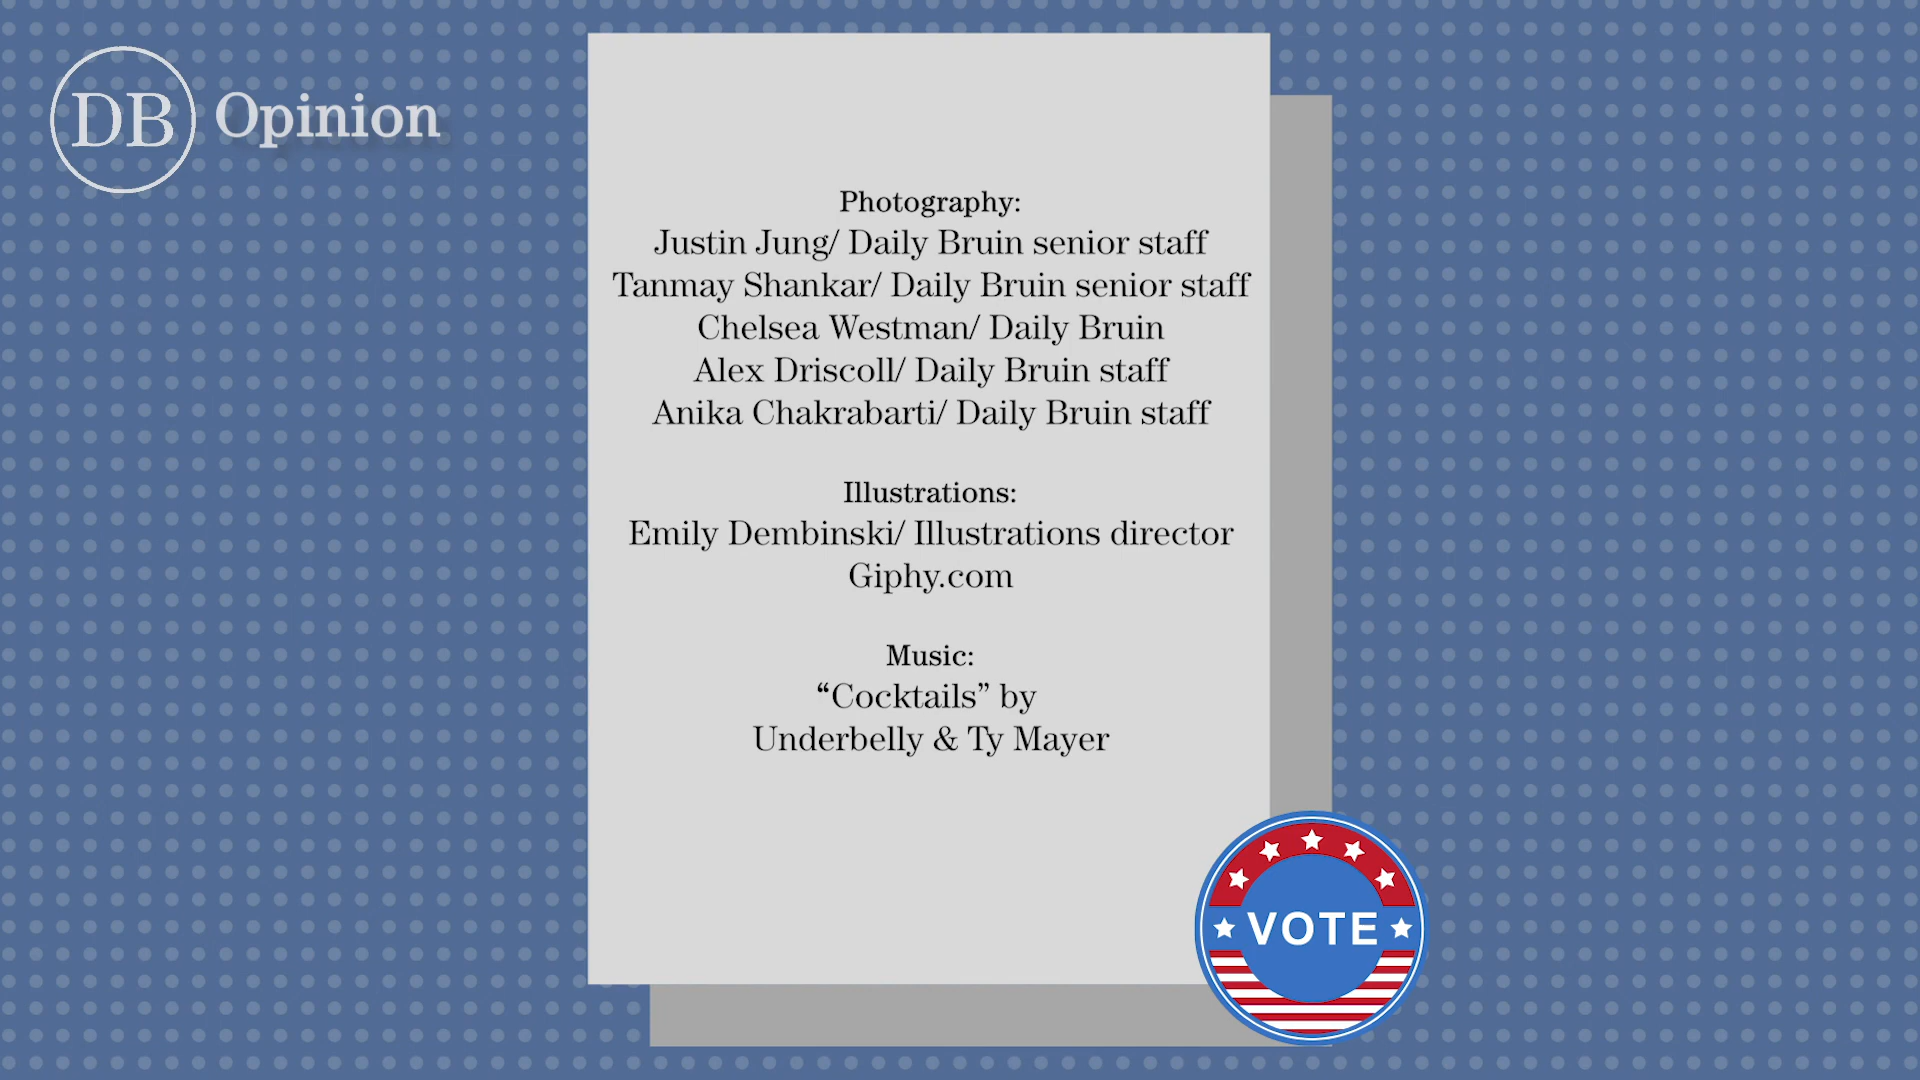 DB Opinion
Photography:
Justin Jung/ Daily Bruin senior staff
Tanmay Shankar/ Daily Bruin senior staff
Chelsea Westman/ Daily Bruin
Alex Driscoll/ Daily Bruin staff
Anika Chakrabarti/ Daily Bruin staff
Illustrations:
Emily Dembinski/ Illustrations director
Giphy.com
Music:
“Cocktails” by
Underbelly & Ty Mayer
VOTE